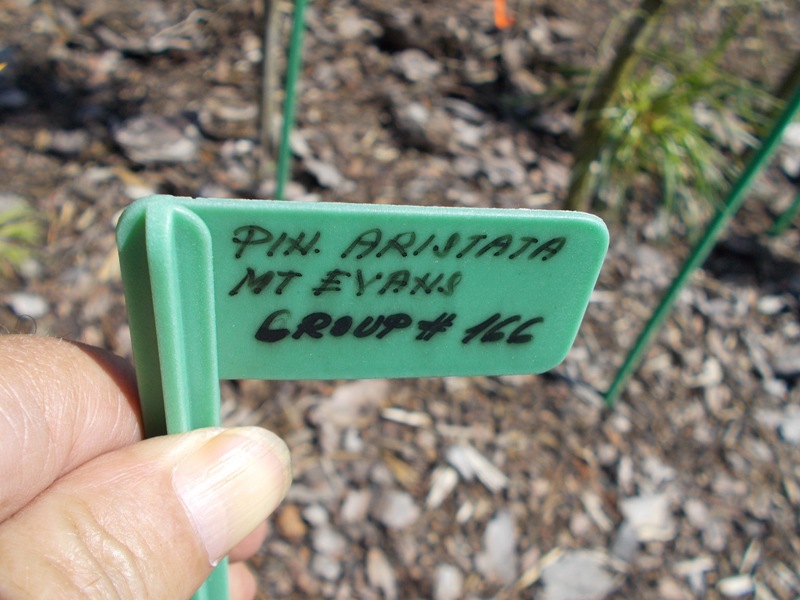 PIN. ARISTATA
MT EVANS
GROUP # 166